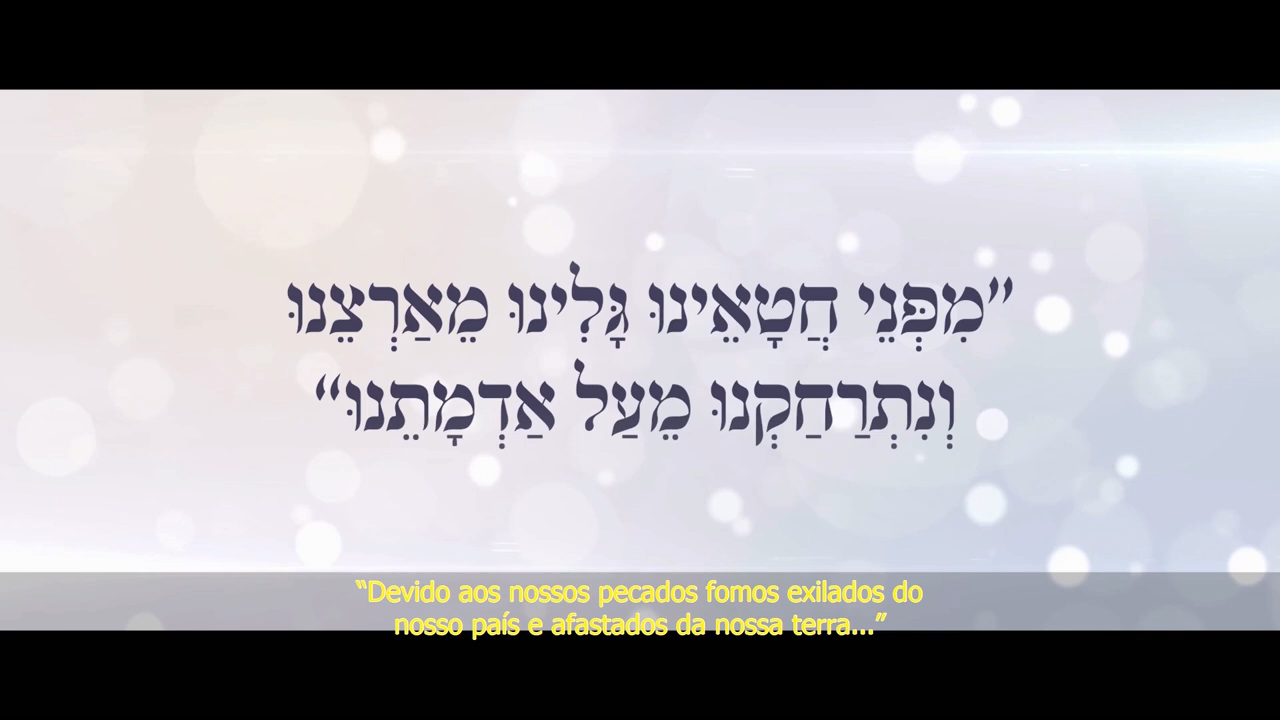 ”מִפְּנֵי חֲטָאֵינוּ גָּלִינוּ מֵאַרְצֵנוּ
וְנִתְרַחַקְנוּ מֵעַל אַדְמָתֵנוּ“
“Devido aos nossos pecados fomos exilados do
nosso país e afastados da nossa terra...”